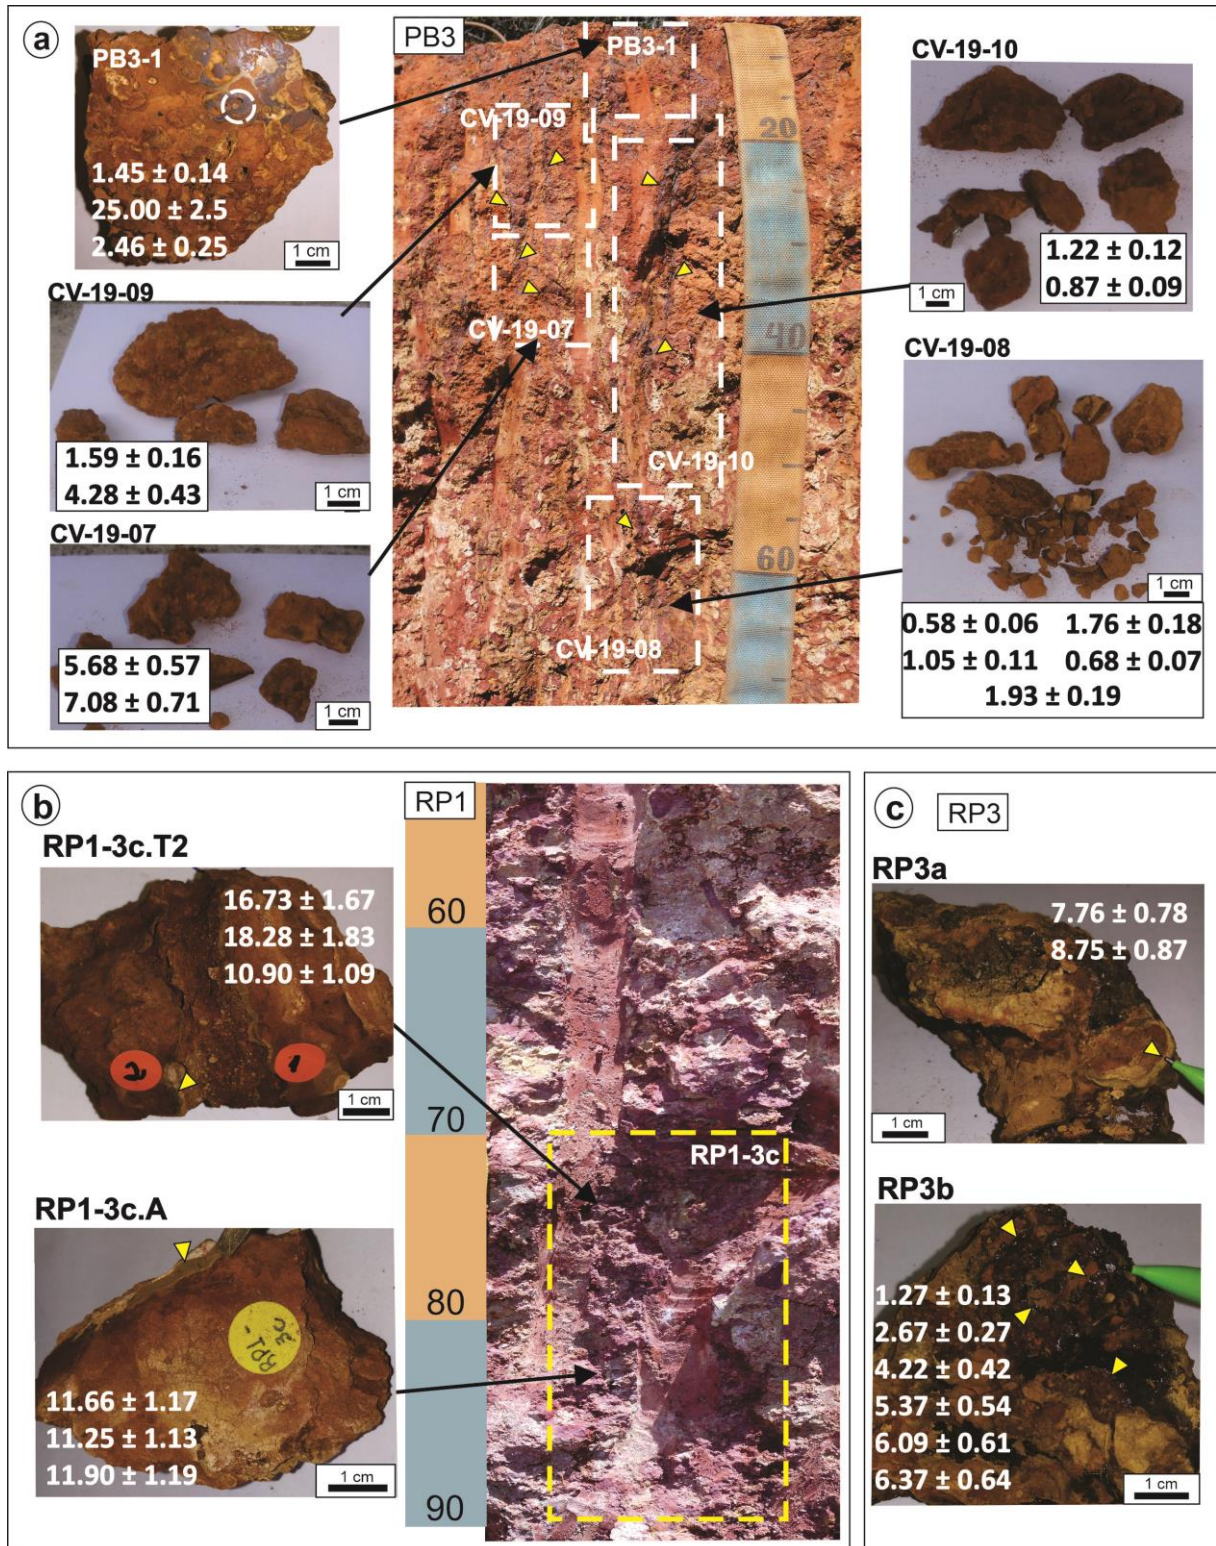 a
PB3-1
1.45 ± 0.14
25.00 ± 2.5
2.46 ± 0.25
1 cm
CV-19-09
1.59 ± 0.16
4.28 ± 0.43
1 cm
CV-19-07
5.68 ± 0.57
7.08 ± 0.71
1 cm
PB3
PB3-1
CV-19-09
CV-19-07
CV-19-10
CV-19-08
20
40
60
CV-19-10
1.22 ± 0.12
0.87 ± 0.09
1 cm
CV-19-08
1 cm
0.58 ± 0.06 1.76 ± 0.18
1.05 ± 0.11 0.68 ± 0.07
1.93 ± 0.19
b
RP1-3c.T2
16.73 ± 1.67
18.28 ± 1.83
10.90 ± 1.09
2
1
1 cm
RP1-3c.A
RP1-
3C
11.66 ± 1.17
11.25 ± 1.13
11.90 ± 1.19
1 cm
RP1
60
70
80
90
RP1-3c
c
RP3
RP3a
7.76 ± 0.78
8.75 ± 0.87
1 cm
RP3b
1.27 ± 0.13
2.67 ± 0.27
4.22 ± 0.42
5.37 ± 0.54
6.09 ± 0.61
6.37 ± 0.64
1 cm